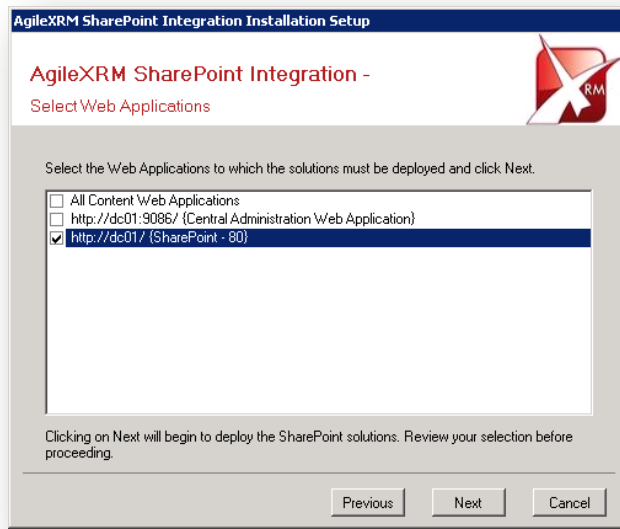 AgileXRM SharePoint Integration Installation Setup
AgileXRM SharePoint Integration -
Select Web Applications
XRM
Select the Web Applications to which the solutions must be deployed and click Next.
All Content Web Applications
http://dc01:9086/ {Central Administration Web Application}
http://dc01/ {SharePoint - 80}
Clicking on Next will begin to deploy the SharePoint solutions. Review your selection before
proceeding.
Previous Next Cancel